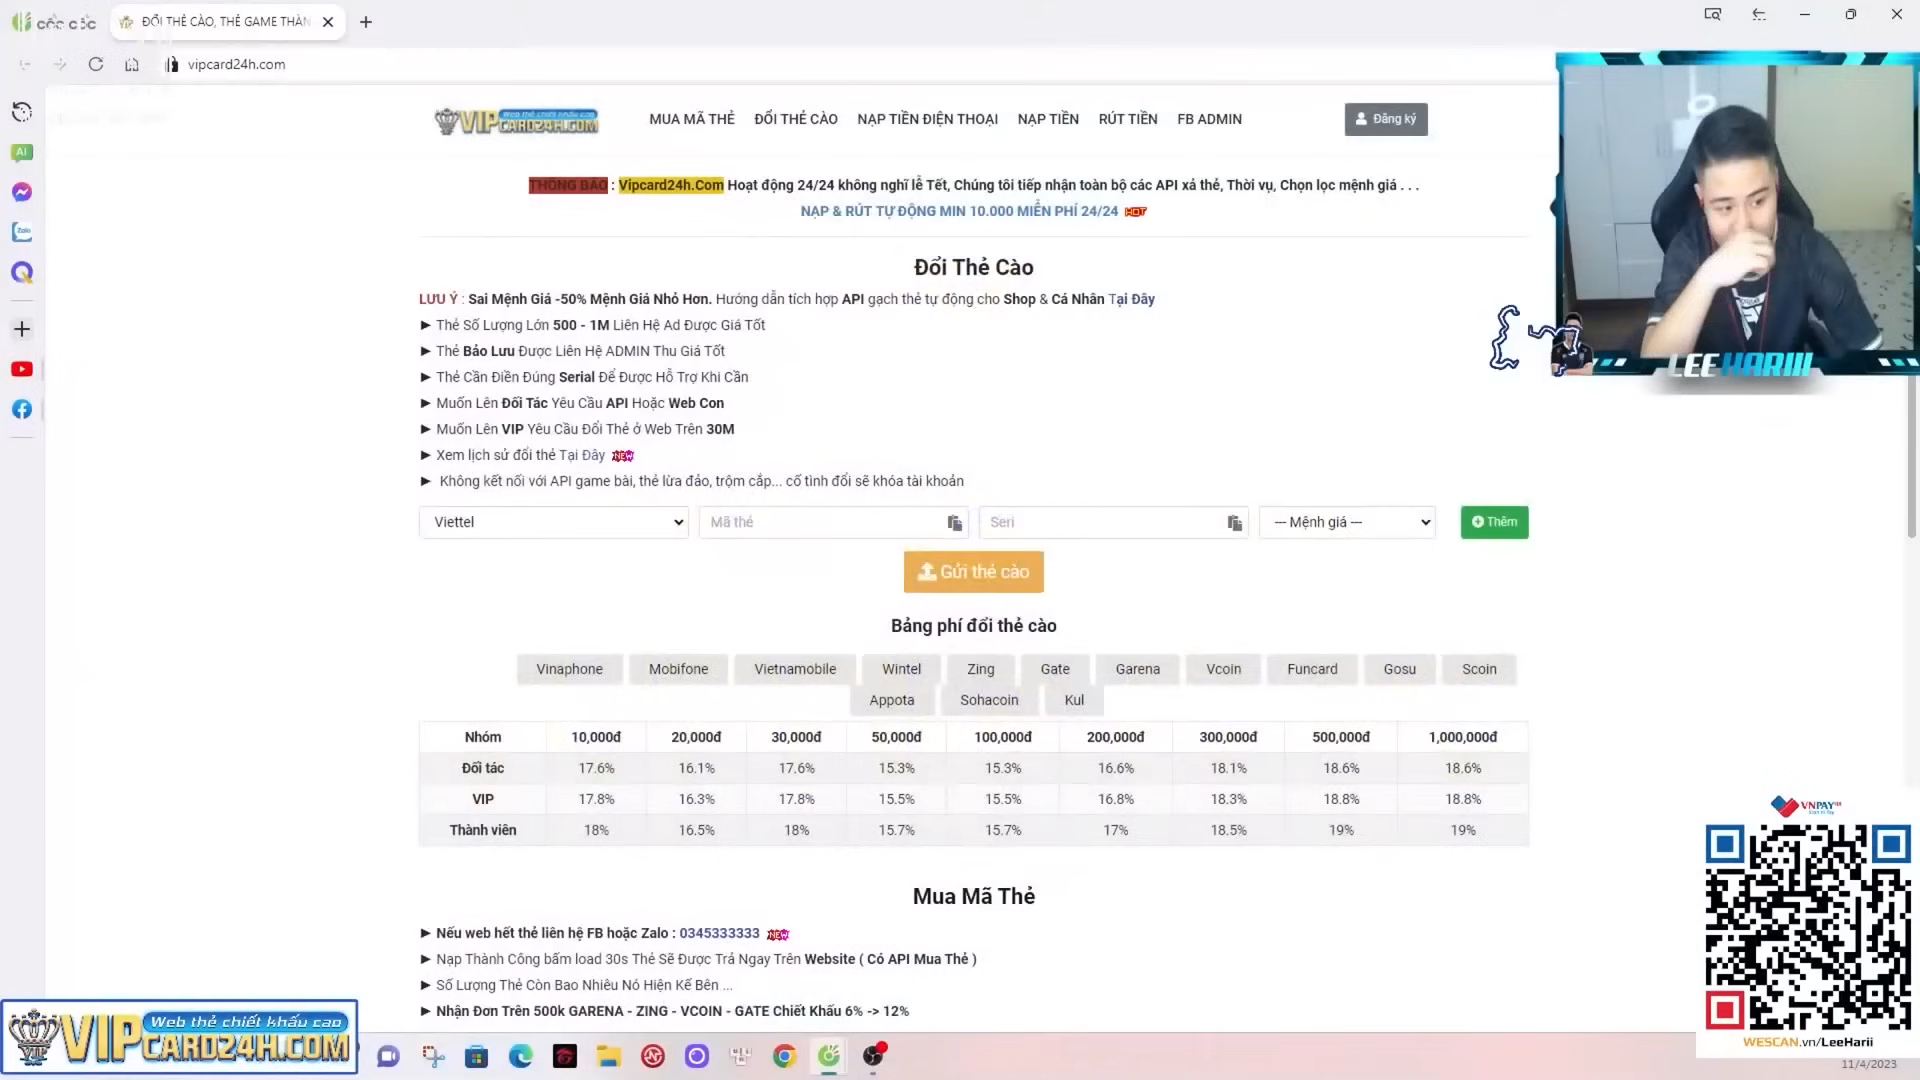 cốc cốc
ĐỔI THẺ CÀO, THẺ GAME THÀN
vipcard24h.com
VIPCARD24H.COM
MUA MÃ THẺ ĐỔI THẺ CÀO NẠP TIỀN ĐIỆN THOẠI NẠP TIỀN RÚT TIỀN FB ADMIN
Đăng ký
THÔNG BÁO : Vipcard24h.Com Hoạt động 24/24 không nghĩ lễ Tết, Chúng tôi tiếp nhận toàn bộ các API xả thẻ, Thời vụ, Chọn lọc mệnh giá . . .
NẠP & RÚT TỰ ĐỘNG MIN 10.000 MIỄN PHÍ 24/24 HOT
Đổi Thẻ Cào
LƯU Ý : Sai Mệnh Giá -50% Mệnh Giá Nhỏ Hơn. Hướng dẫn tích hợp API gạch thẻ tự động cho Shop & Cá Nhân Tại Đây
► Thẻ Số Lượng Lớn 500 - 1M Liên Hệ Ad Được Giá Tốt
► Thẻ Bảo Lưu Được Liên Hệ ADMIN Thu Giá Tốt
► Thẻ Cần Điền Đúng Serial Để Được Hỗ Trợ Khi Cần
► Muốn Lên Đối Tác Yêu Cầu API Hoặc Web Con
► Muốn Lên VIP Yêu Cầu Đổi Thẻ ở Web Trên 30M
► Xem lịch sử đổi thẻ Tại Đây NEW
► Không kết nối với API game bài, thẻ lừa đảo, trộm cắp... cố tình đổi sẽ khóa tài khoản
Viettel Mã thẻ Seri --- Mệnh giá --- Thêm
Gửi thẻ cào
Bảng phí đổi thẻ cào
Vinaphone Mobifone Vietnamobile Wintel Zing Gate Garena Vcoin Funcard Gosu Scoin
Appota Sohacoin Kul
Nhóm 10,000đ 20,000đ 30,000đ 50,000đ 100,000đ 200,000đ 300,000đ 500,000đ 1,000,000đ
Đối tác 17.6% 16.1% 17.6% 15.3% 15.3% 16.6% 18.1% 18.6% 18.6%
VIP 17.8% 16.3% 17.8% 15.5% 15.5% 16.8% 18.3% 18.8% 18.8%
Thành viên 18% 16.5% 18% 15.7% 15.7% 17% 18.5% 19% 19%
Mua Mã Thẻ
► Nếu web hết thẻ liên hệ FB hoặc Zalo : 0345333333 NEW
► Nạp Thành Công bấm load 30s Thẻ Sẽ Được Trả Ngay Trên Website ( Có API Mua Thẻ )
► Số Lượng Thẻ Còn Bao Nhiêu Nó Hiện Kế Bên ...
► Nhận Đơn Trên 500k GARENA - ZING - VCOIN - GATE Chiết Khấu 6% -> 12%
AI
Zalo
LEEHARIII
VNPAY
WESCAN.vn/LeeHarii
11/4/2023
Web thẻ chiết khấu cao
VIPCARD24H.COM